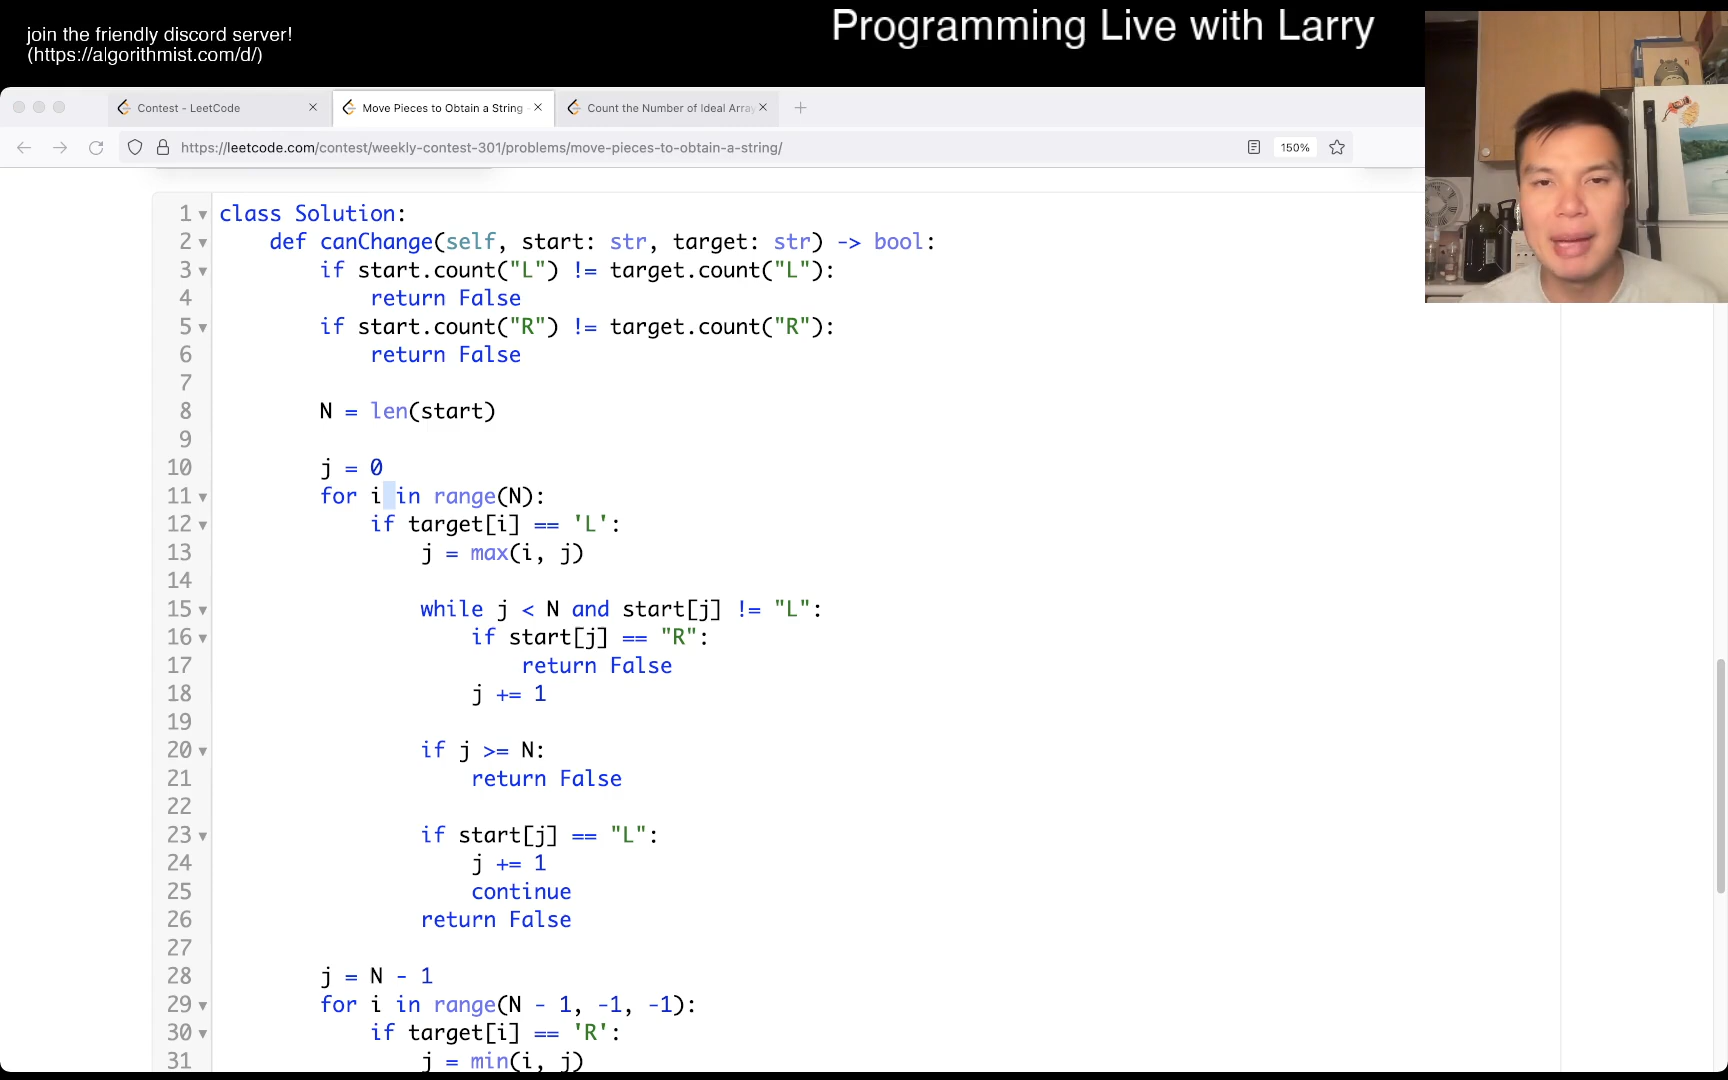 join the friendly discord server!
(https://algorithmist.com/d/)
Programming Live with Larry
Contest - LeetCode
Move Pieces to Obtain a String
Count the Number of Ideal Array
https://leetcode.com/contest/weekly-contest-301/problems/move-pieces-to-obtain-a-string/
150%
1 class Solution:
2     def canChange(self, start: str, target: str) -> bool:
3         if start.count("L") != target.count("L"):
4             return False
5         if start.count("R") != target.count("R"):
6             return False
7
8         N = len(start)
9
10         j = 0
11         for i in range(N):
12             if target[i] == 'L':
13                 j = max(i, j)
14
15                 while j < N and start[j] != "L":
16                     if start[j] == "R":
17                         return False
18                     j += 1
19
20                 if j >= N:
21                     return False
22
23                 if start[j] == "L":
24                     j += 1
25                     continue
26                 return False
27
28         j = N - 1
29         for i in range(N - 1, -1, -1):
30             if target[i] == 'R':
31                 j = min(i, j)